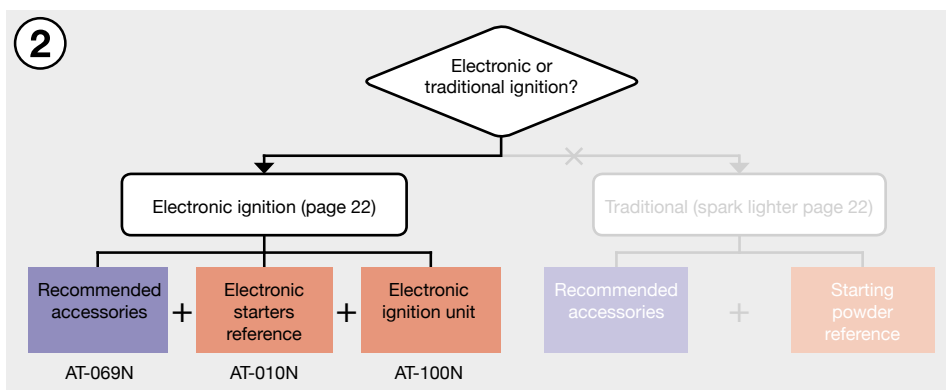 2
Electronic or
traditional ignition?
Electronic ignition (page 22)
Traditional (spark lighter page 22)
Recommended
accessories
+
Electronic
starters
reference
+
Electronic
ignition unit
Recommended
accessories
+
Starting
powder
reference
AT-069N
AT-010N
AT-100N